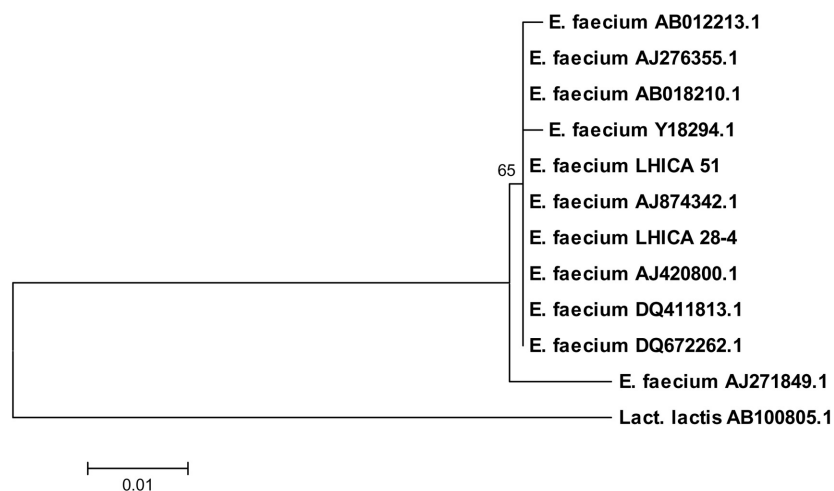 E. faecium AB012213.1
E. faecium AJ276355.1
E. faecium AB018210.1
E. faecium Y18294.1
65
E. faecium LHICA 51
E. faecium AJ874342.1
E. faecium LHICA 28-4
E. faecium AJ420800.1
E. faecium DQ411813.1
E. faecium DQ672262.1
E. faecium AJ271849.1
Lact. lactis AB100805.1
0.01